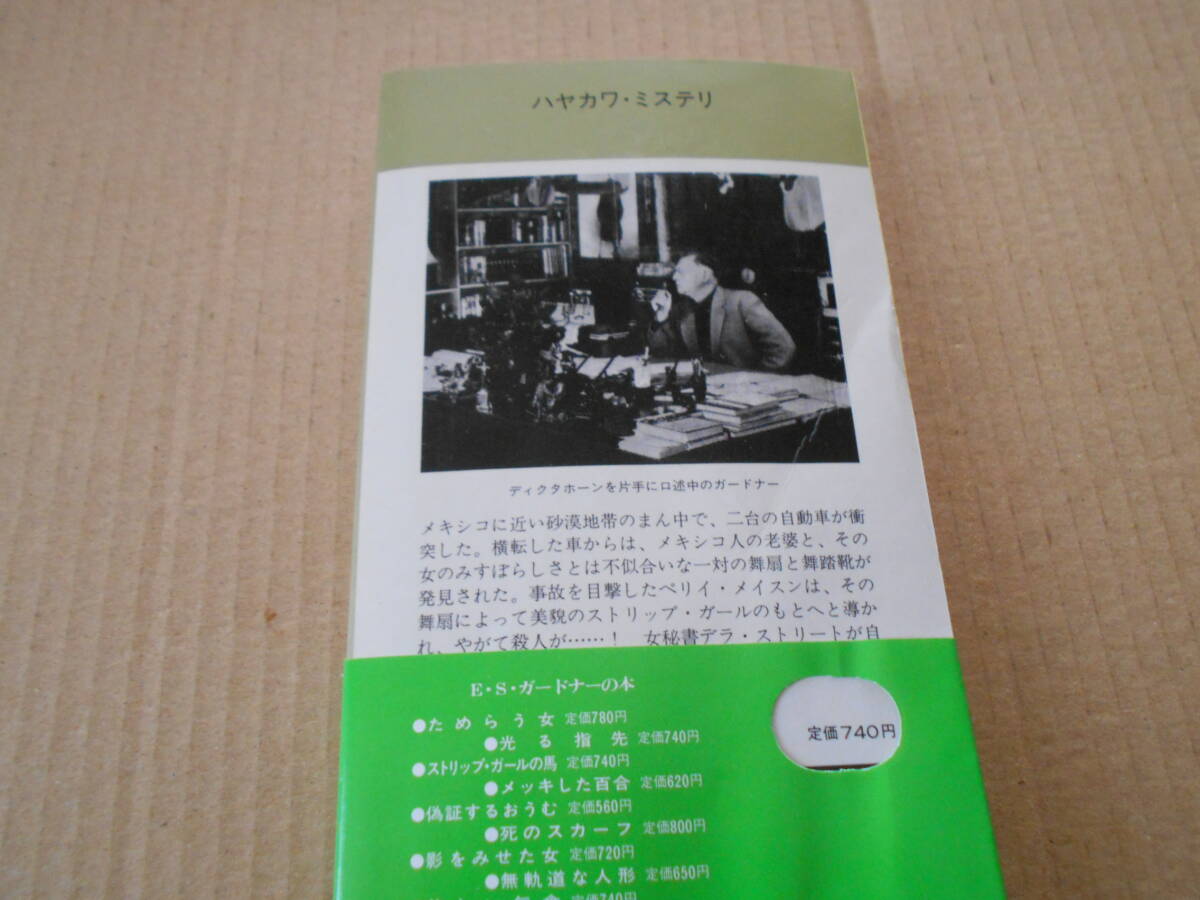 ハヤカワ・ミステリ
ディクタホーンを片手に口述中のガードナー
メキシコに近い砂漠地帯のまん中で、二台の自動車が衝
突した。横転した車からは、メキシコ人の老婆と、その
女のみすぼらしさとは不似合いな一対の舞扇と舞踏靴が
発見された。事故を目撃したペリイ・メイスンは、その
舞扇によって美貌のストリップ・ガールのもとへと導か
れ、やがて殺人が……！　女秘書デラ・ストリートが自
E・S・ガードナーの本
●ためらう女 定価780円
●光る指先 定価740円
●ストリップ・ガールの馬 定価740円
●メッキした百合 定価620円
●偽証するおうむ 定価560円
●死のスカーフ 定価800円
●影をみせた女 定価720円
●無軌道な人形 定価650円
定価740円
定価740円